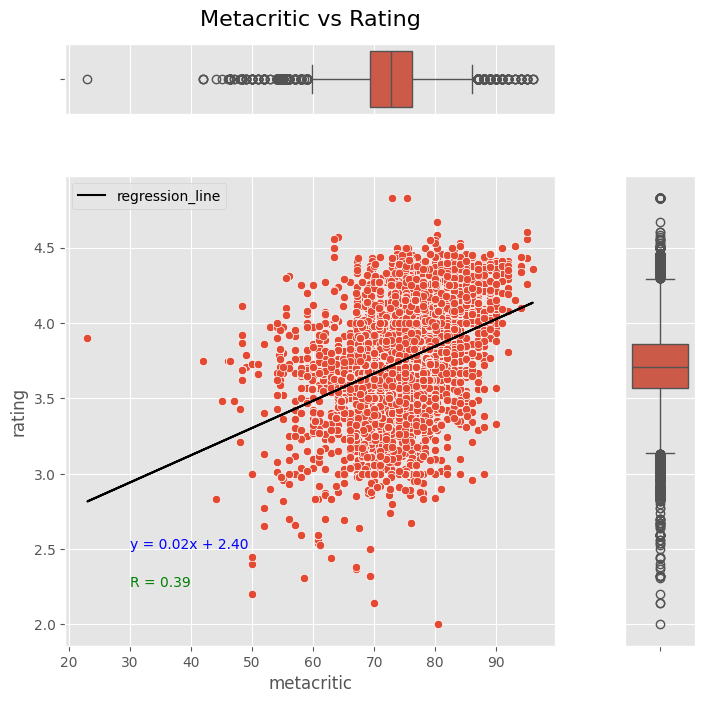 Metacritic vs Rating
regression_line
4.5
4.0
3.5
3.0
2.5
2.0
rating
y = 0.02x + 2.40
R = 0.39
20 30 40 50 60 70 80 90
metacritic